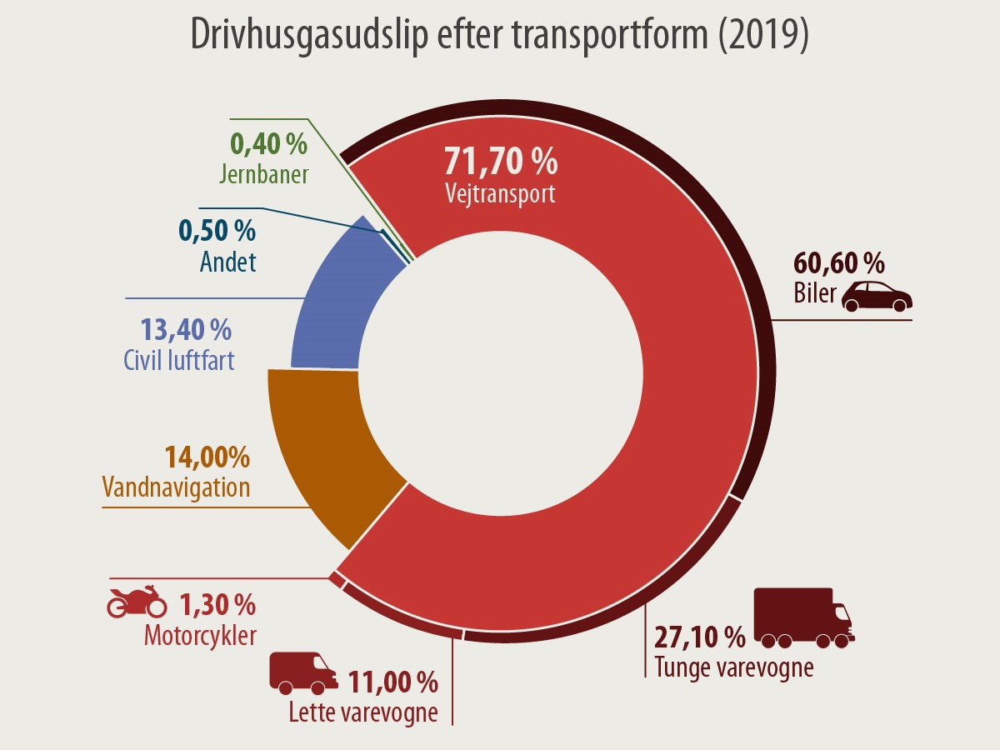 Drivhusgasudslip efter transportform (2019)
0,40 %
Jernbaner
71,70 %
Vejtransport
0,50 %
Andet
60,60 %
Biler
13,40 %
Civil luftfart
14,00%
Vandnavigation
1,30 %
Motorcykler
27,10 %
Tunge varevogne
11,00 %
Lette varevogne